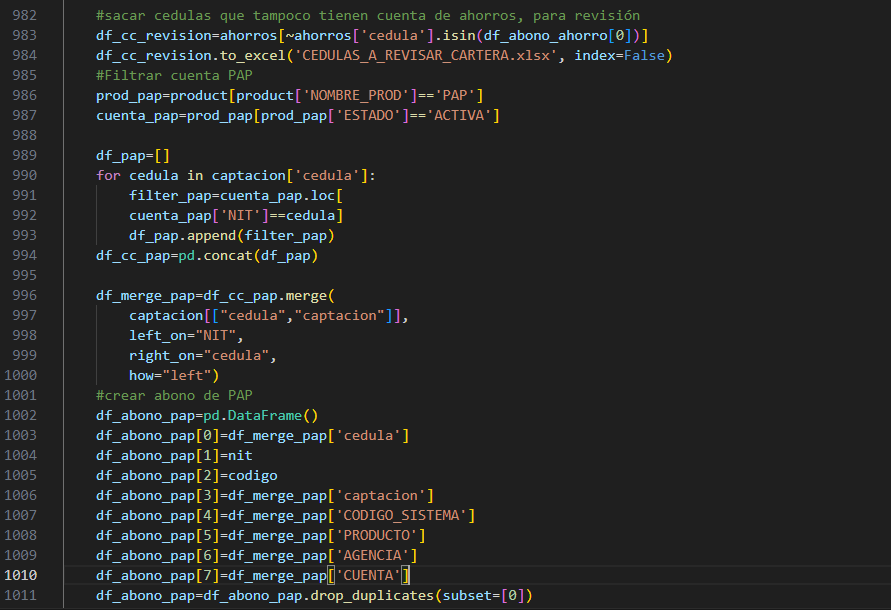 982 #sacar cedulas que tampoco tienen cuenta de ahorros, para revisión
983 df_cc_revision=ahorros[~ahorros['cedula'].isin(df_abono_ahorro[0])]
984 df_cc_revision.to_excel('CEDULAS_A_REVISAR_CARTERA.xlsx', index=False)
985 #Filtrar cuenta PAP
986 prod_pap=product[product['NOMBRE_PROD']=='PAP']
987 cuenta_pap=prod_pap[prod_pap['ESTADO']=='ACTIVA']
988
989 df_pap=[]
990 for cedula in captacion['cedula']:
991     filter_pap=cuenta_pap.loc[
992     cuenta_pap['NIT']==cedula]
993     df_pap.append(filter_pap)
994 df_cc_pap=pd.concat(df_pap)
995
996 df_merge_pap=df_cc_pap.merge(
997     captacion[["cedula","captacion"]],
998     left_on="NIT",
999     right_on="cedula",
1000     how="left")
1001 #crear abono de PAP
1002 df_abono_pap=pd.DataFrame()
1003 df_abono_pap[0]=df_merge_pap['cedula']
1004 df_abono_pap[1]=nit
1005 df_abono_pap[2]=codigo
1006 df_abono_pap[3]=df_merge_pap['captacion']
1007 df_abono_pap[4]=df_merge_pap['CODIGO_SISTEMA']
1008 df_abono_pap[5]=df_merge_pap['PRODUCTO']
1009 df_abono_pap[6]=df_merge_pap['AGENCIA']
1010 df_abono_pap[7]=df_merge_pap['CUENTA']
1011 df_abono_pap=df_abono_pap.drop_duplicates(subset=[0])